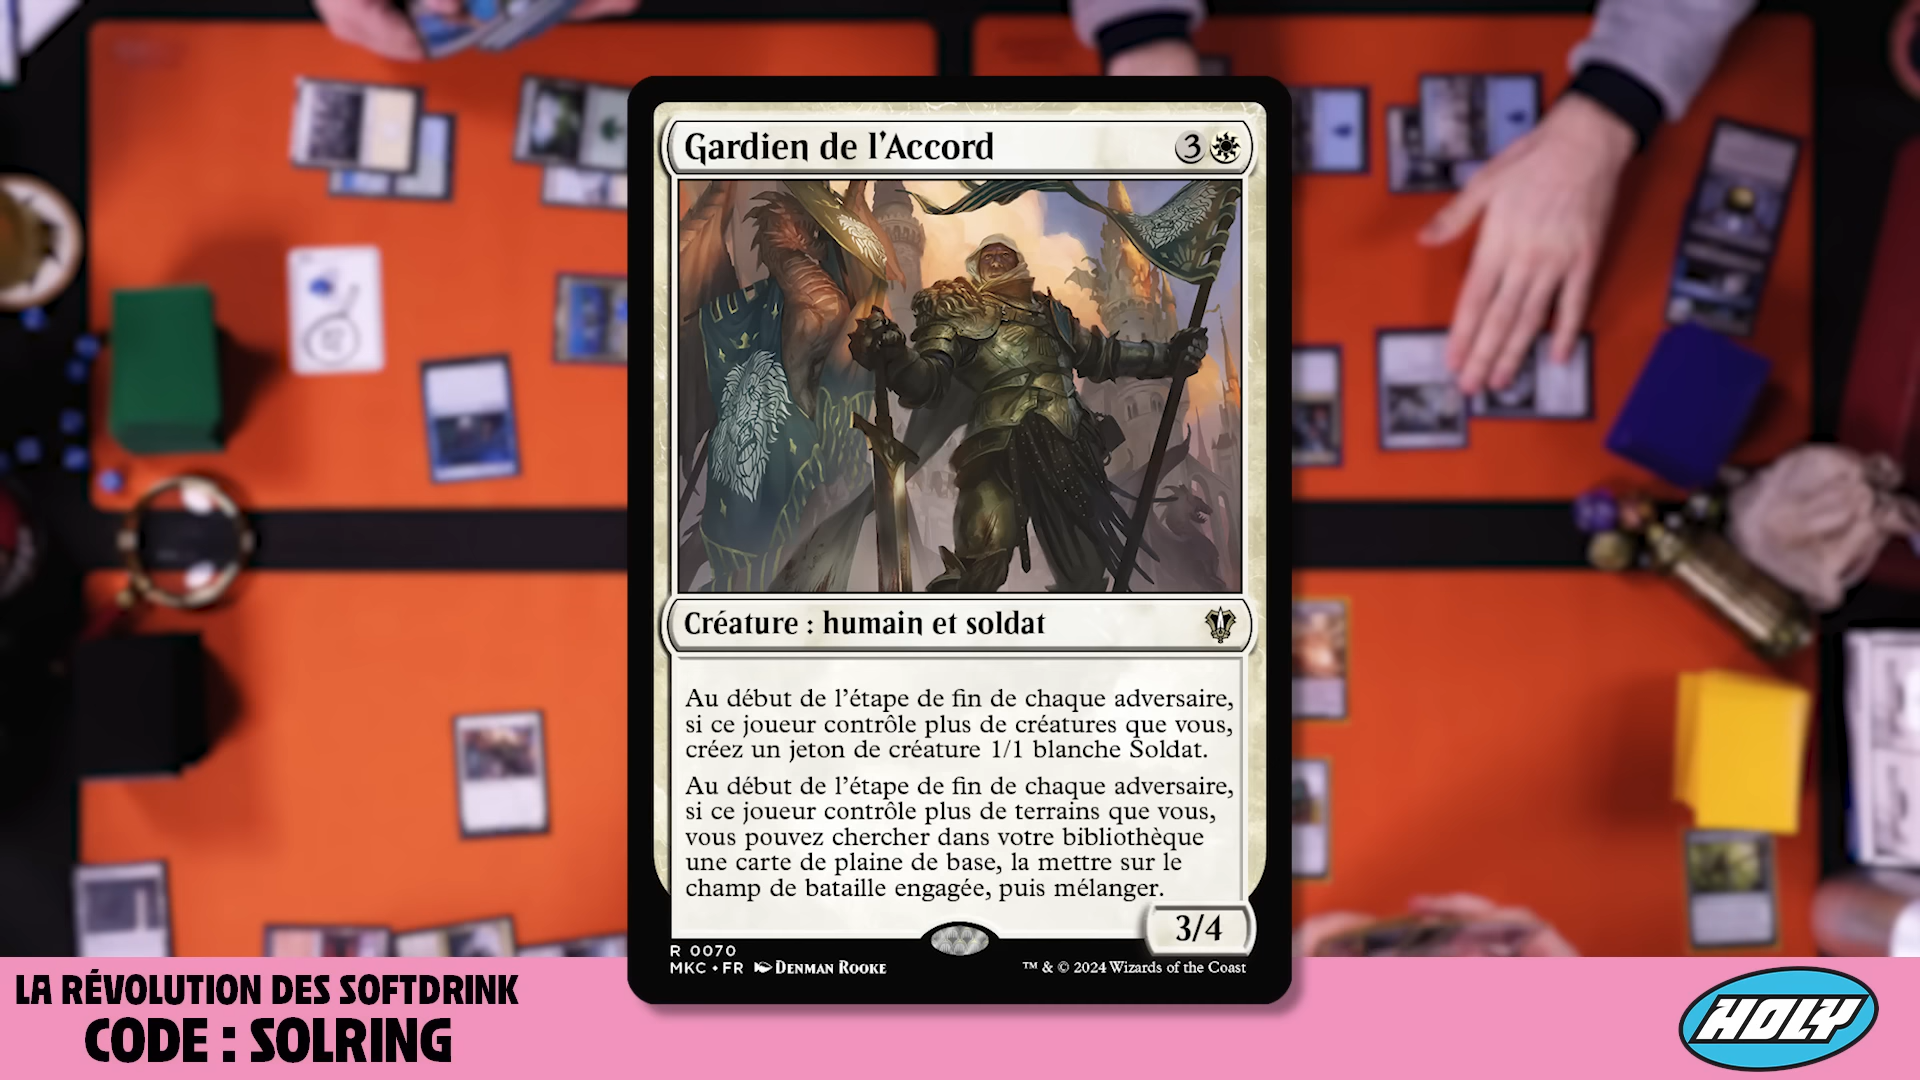 Gardien de l'Accord
3
Créature : humain et soldat
Au début de l'étape de fin de chaque adversaire,
si ce joueur contrôle plus de créatures que vous,
créez un jeton de créature 1/1 blanche Soldat.
Au début de l'étape de fin de chaque adversaire,
si ce joueur contrôle plus de terrains que vous,
vous pouvez chercher dans votre bibliothèque
une carte de plaine de base, la mettre sur le
champ de bataille engagée, puis mélanger.
3/4
R 0070
MKC • FR DENMAN ROOKE
™ & © 2024 Wizards of the Coast
LA RÉVOLUTION DES SOFTDRINK
CODE : SOLRING
HOLY